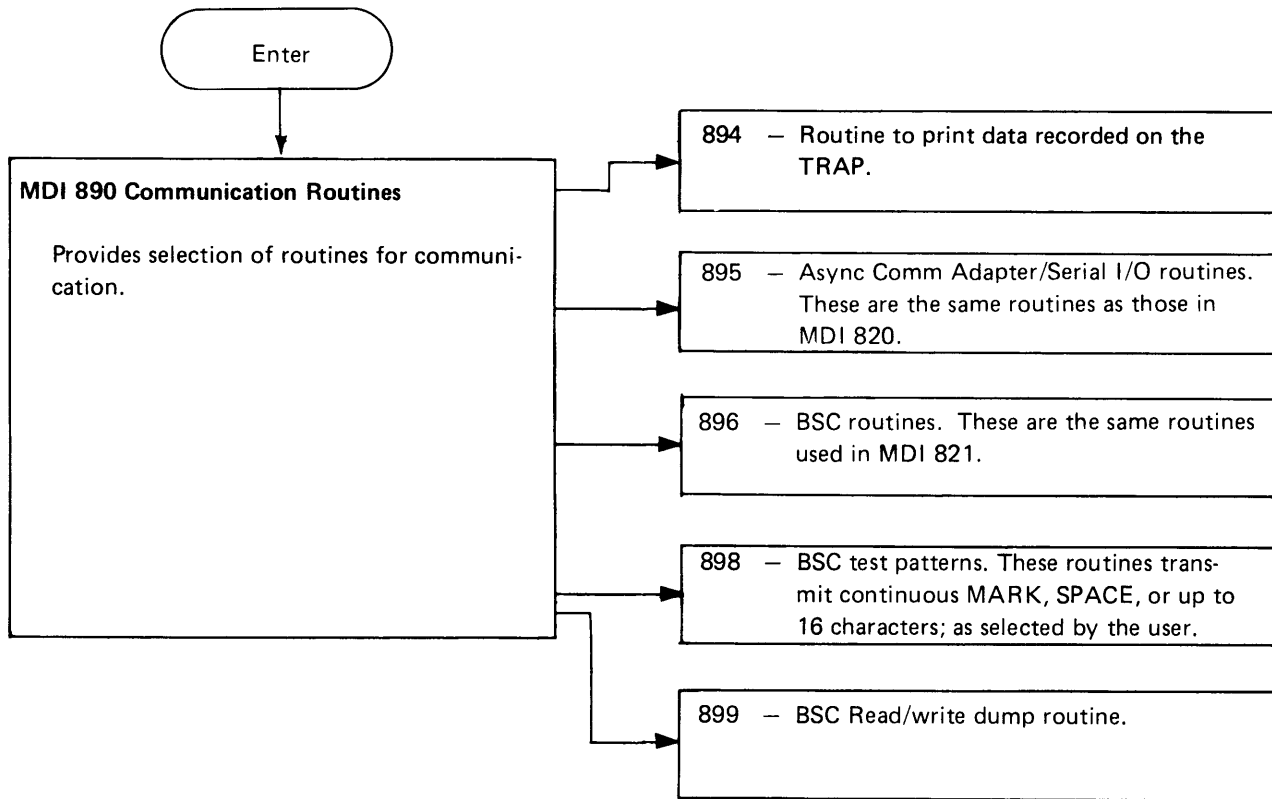 Enter
MDI 890 Communication Routines
Provides selection of routines for communi-
cation.
894 – Routine to print data recorded on the
TRAP.
895 – Async Comm Adapter/Serial I/O routines.
These are the same routines as those in
MDI 820.
896 – BSC routines. These are the same routines
used in MDI 821.
898 – BSC test patterns. These routines trans-
mit continuous MARK, SPACE, or up to
16 characters; as selected by the user.
899 – BSC Read/write dump routine.